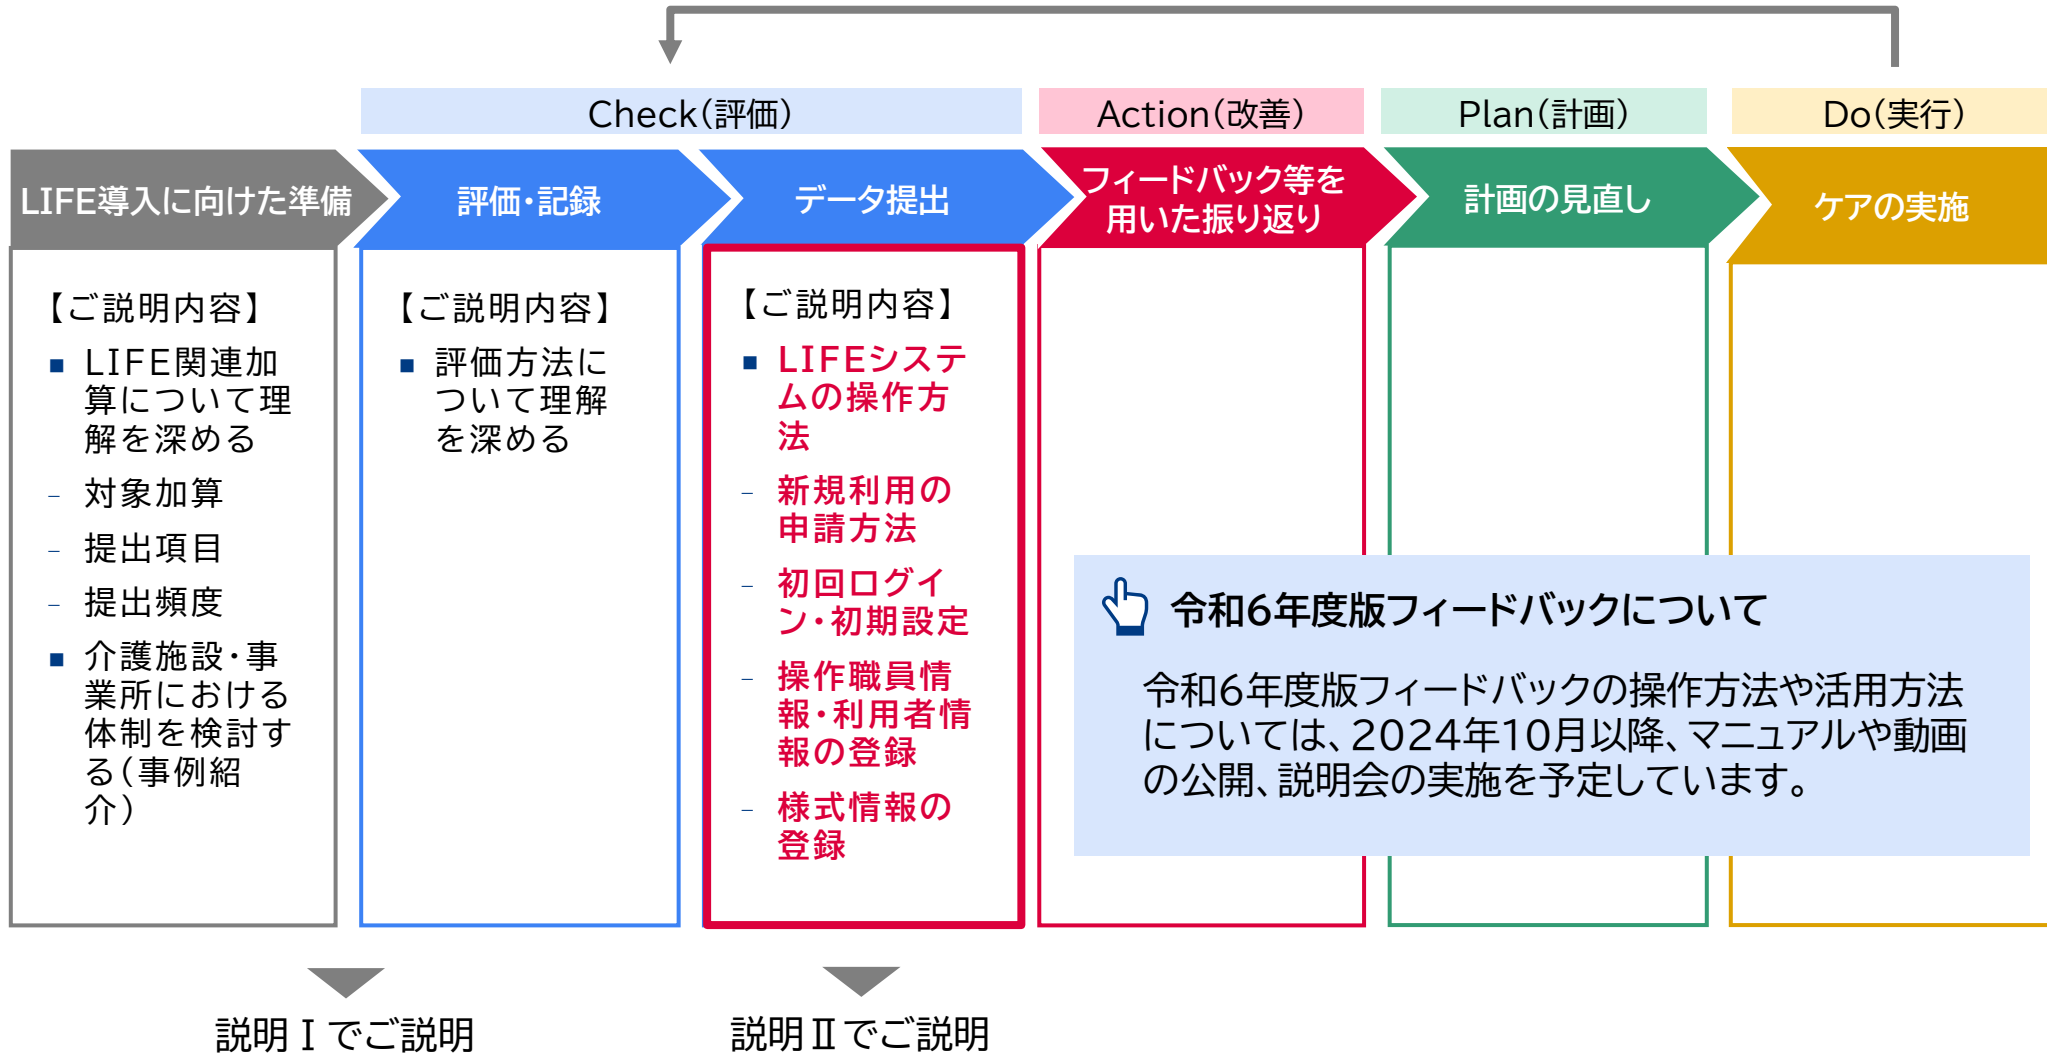 Check(評価)
Action(改善)
Plan(計画)
Do(実行)
LIFE導入に向けた準備
評価・記録
データ提出
フィードバック等を
用いた振り返り
計画の見直し
ケアの実施
【ご説明内容】
■ LIFE関連加
算について理
解を深める
– 対象加算
– 提出項目
– 提出頻度
■ 介護施設・事
業所における
体制を検討す
る(事例紹
介)
【ご説明内容】
■ 評価方法に
ついて理解
を深める
【ご説明内容】
■ LIFEシステ
ムの操作方
法
– 新規利用の
申請方法
– 初回ログイ
ン・初期設定
– 操作職員情
報・利用者情
報の登録
– 様式情報の
登録
令和6年度版フィードバックについて
令和6年度版フィードバックの操作方法や活用方法
については、2024年10月以降、マニュアルや動画
の公開、説明会の実施を予定しています。
説明Ⅰでご説明
説明Ⅱでご説明